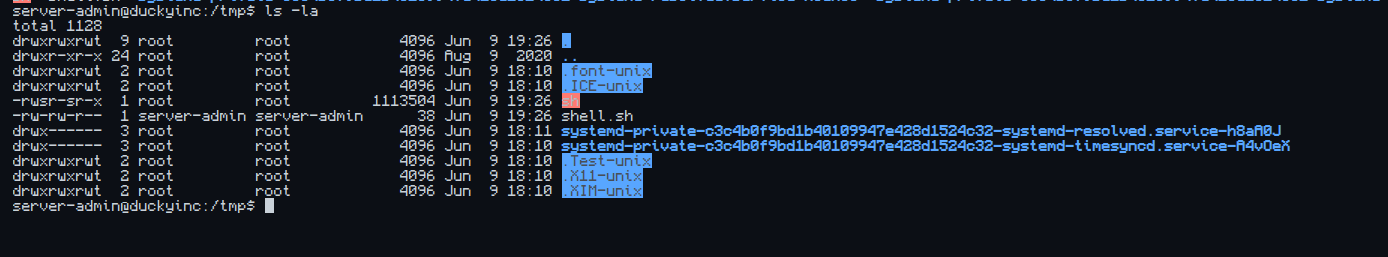 server-admin@duckyinc:/tmp$ ls -la
total 1128
drwxrwxrwt  9 root         root            4096 Jun  9 19:26 .
drwxr-xr-x 24 root         root            4096 Aug  9  2020 ..
drwxrwxrwt  2 root         root            4096 Jun  9 18:10 .font-unix
drwxrwxrwt  2 root         root            4096 Jun  9 18:10 .ICE-unix
-rwsr-sr-x  1 root         root         1113504 Jun  9 19:26 sh
-rw-rw-r--  1 server-admin server-admin      38 Jun  9 19:26 shell.sh
drwx------  3 root         root            4096 Jun  9 18:11 systemd-private-c3c4b0f9bd1b40109947e428d1524c32-systemd-resolved.service-h8aA0J
drwx------  3 root         root            4096 Jun  9 18:10 systemd-private-c3c4b0f9bd1b40109947e428d1524c32-systemd-timesyncd.service-A4vOeX
drwxrwxrwt  2 root         root            4096 Jun  9 18:10 .Test-unix
drwxrwxrwt  2 root         root            4096 Jun  9 18:10 .X11-unix
drwxrwxrwt  2 root         root            4096 Jun  9 18:10 .XIM-unix
server-admin@duckyinc:/tmp$